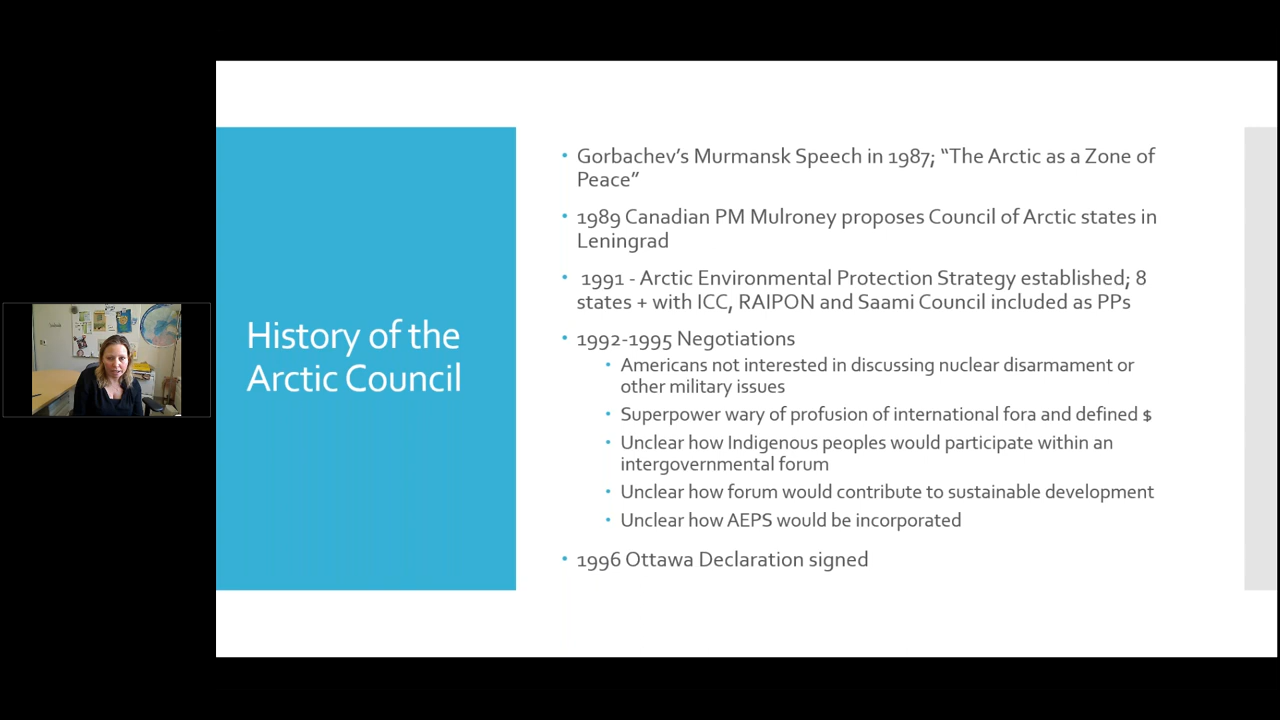 History of the
Arctic Council
• Gorbachev’s Murmansk Speech in 1987; “The Arctic as a Zone of
Peace”
• 1989 Canadian PM Mulroney proposes Council of Arctic states in
Leningrad
• 1991 - Arctic Environmental Protection Strategy established; 8
states + with ICC, RAIPON and Saami Council included as PPs
• 1992-1995 Negotiations
• Americans not interested in discussing nuclear disarmament or
other military issues
• Superpower wary of profusion of international fora and defined $
• Unclear how Indigenous peoples would participate within an
intergovernmental forum
• Unclear how forum would contribute to sustainable development
• Unclear how AEPS would be incorporated
• 1996 Ottawa Declaration signed